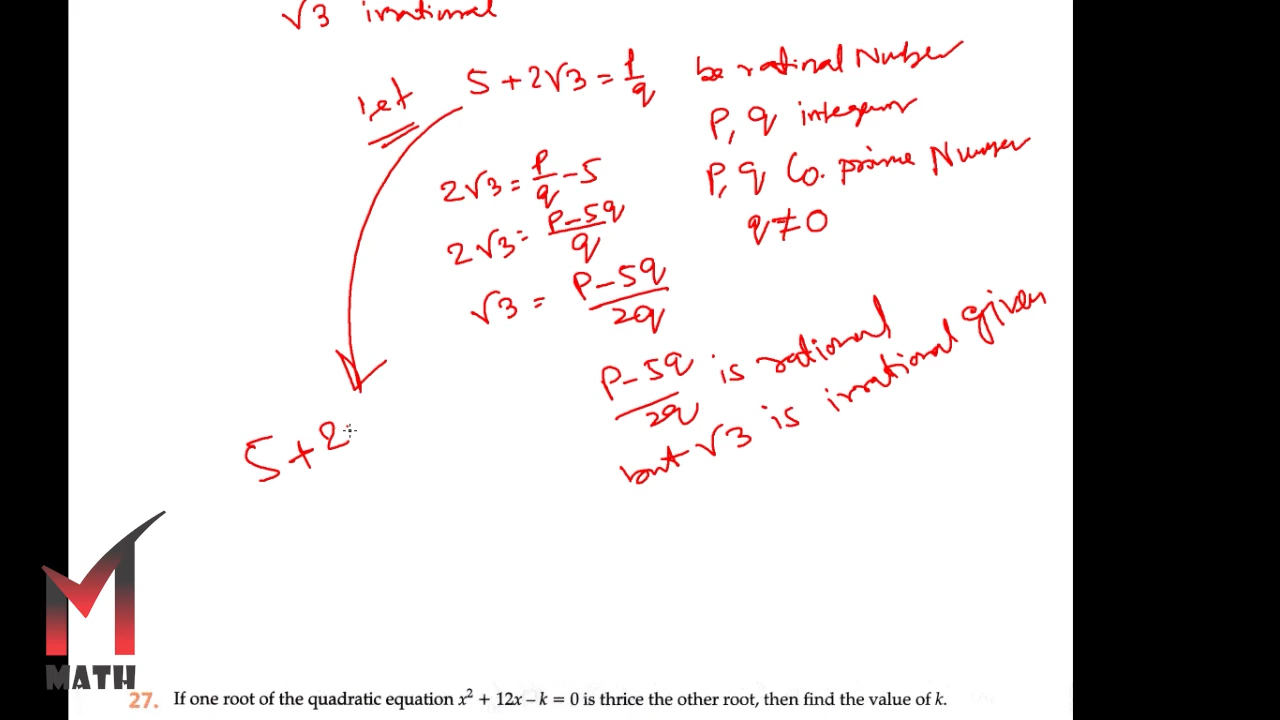 √3 irrational
Let 5 + 2√3 = p/q be rational Number
P, q integers
2√3 = p/q - 5
P, q Co. prime Number
2√3 = P-5q/q
q ≠ 0
√3 = P-5q/2q
P-5q/2q is rational
but √3 is irrational given
5+2
MATH
27. If one root of the quadratic equation x² + 12x – k = 0 is thrice the other root, then find the value of k.